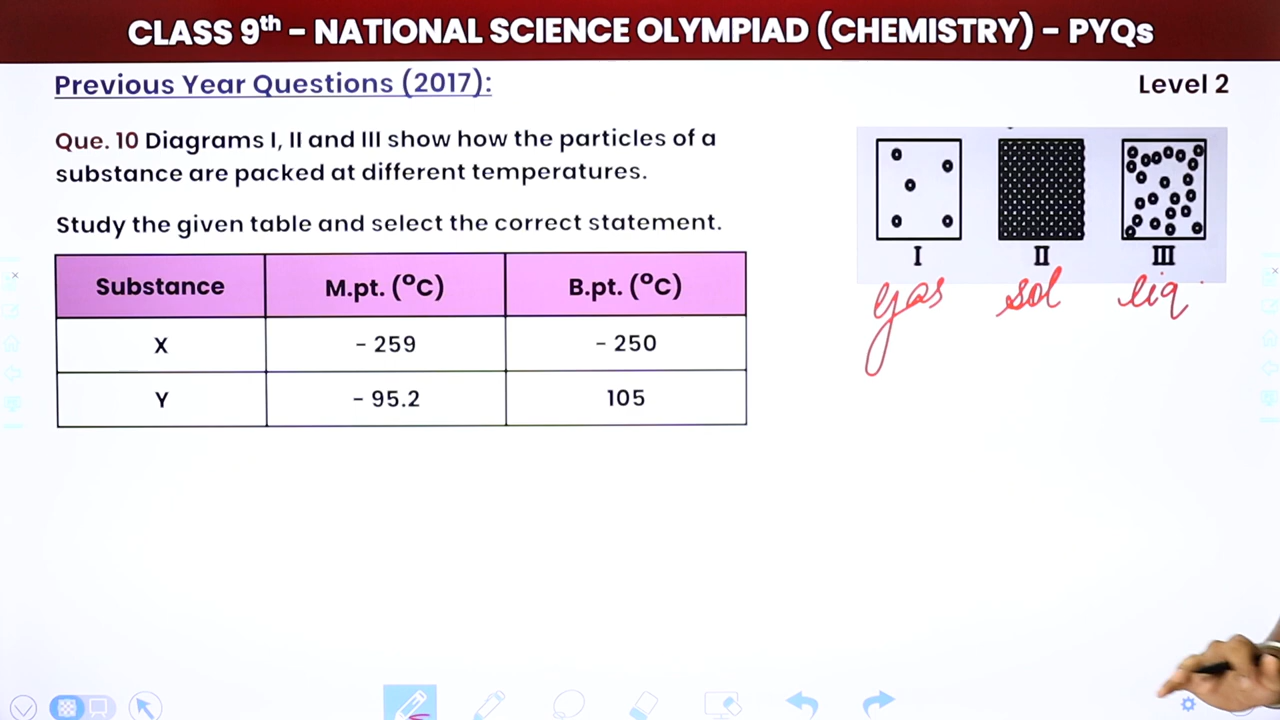 CLASS 9th - NATIONAL SCIENCE OLYMPIAD (CHEMISTRY) - PYQs
Previous Year Questions (2017):
Level 2
Que. 10 Diagrams I, II and III show how the particles of a
substance are packed at different temperatures.
Study the given table and select the correct statement.
Substance M.pt. (⁰C) B.pt. (⁰C)
X - 259 - 250
Y - 95.2 105
I II III
gas sol liq